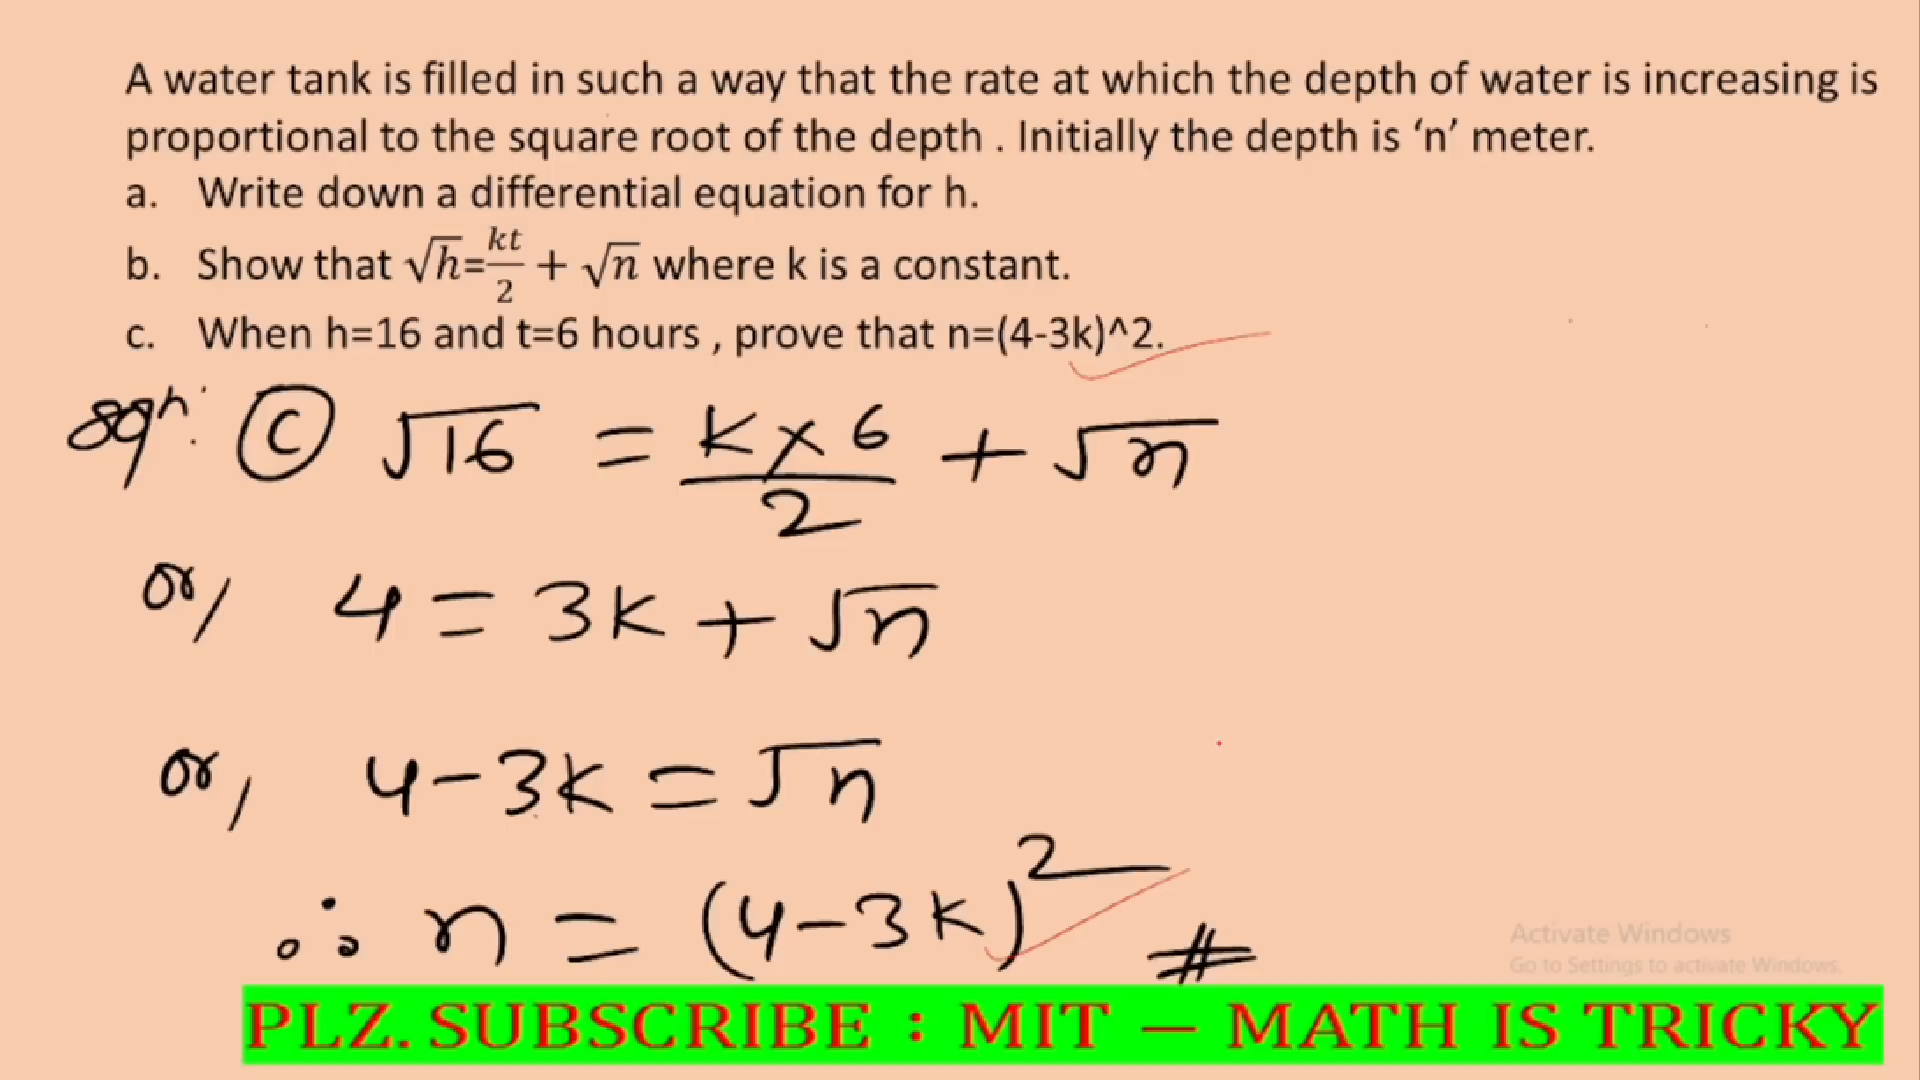 A water tank is filled in such a way that the rate at which the depth of water is increasing is
proportional to the square root of the depth . Initially the depth is ‘n’ meter.
a. Write down a differential equation for h.
b. Show that √h=kt/2 + √n where k is a constant.
c. When h=16 and t=6 hours , prove that n=(4-3k)^2.
Ⓒ √16 = k×6/2 + √n
or, 4 = 3k + √n
or, 4-3k = √n
∴ n = (4-3k)² #
Activate Windows
Go to Settings to activate Windows.
PLZ. SUBSCRIBE : MIT – MATH IS TRICKY